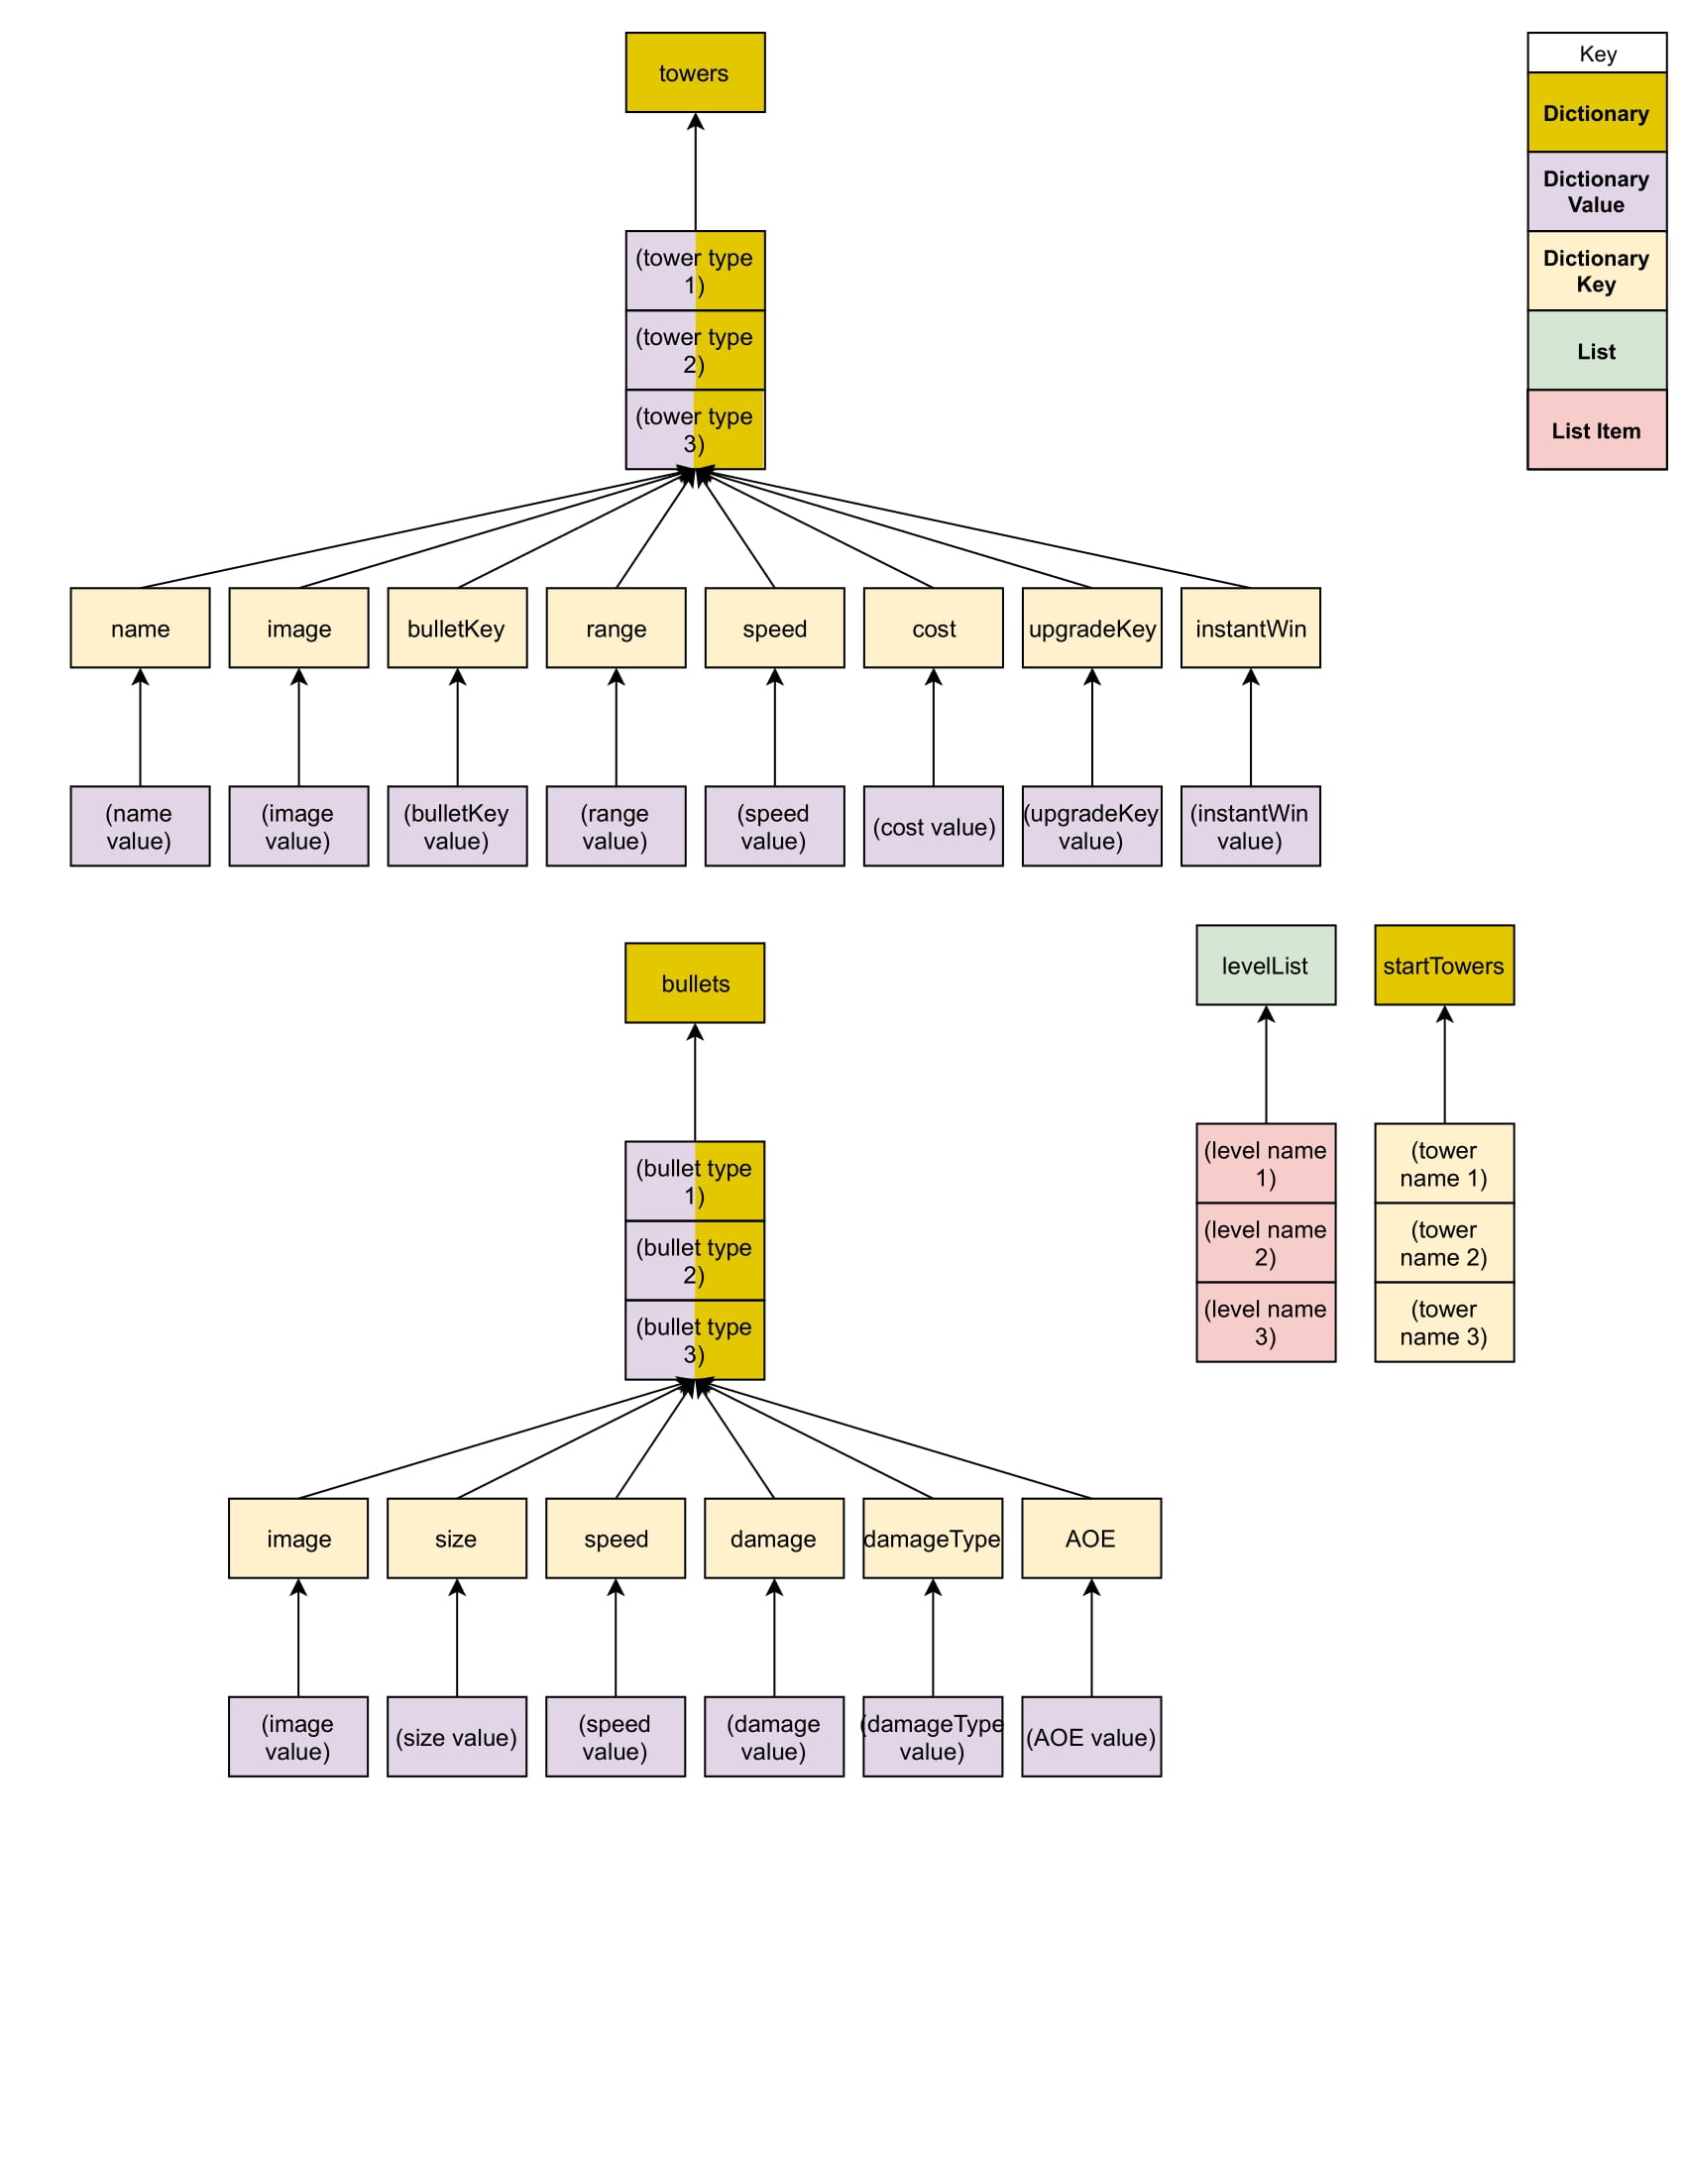 towers
Key
Dictionary
Dictionary
Value
Dictionary
Key
List
List Item
(tower type
1)
(tower type
2)
(tower type
3)
name
image
bulletKey
range
speed
cost
upgradeKey
instantWin
(name
value)
(image
value)
(bulletKey
value)
(range
value)
(speed
value)
(cost value)
(upgradeKey
value)
(instantWin
value)
bullets
(bullet type
1)
(bullet type
2)
(bullet type
3)
image
size
speed
damage
damageType
AOE
(image
value)
(size value)
(speed
value)
(damage
value)
(damageType
value)
(AOE value)
levelList
(level name
1)
(level name
2)
(level name
3)
startTowers
(tower
name 1)
(tower
name 2)
(tower
name 3)